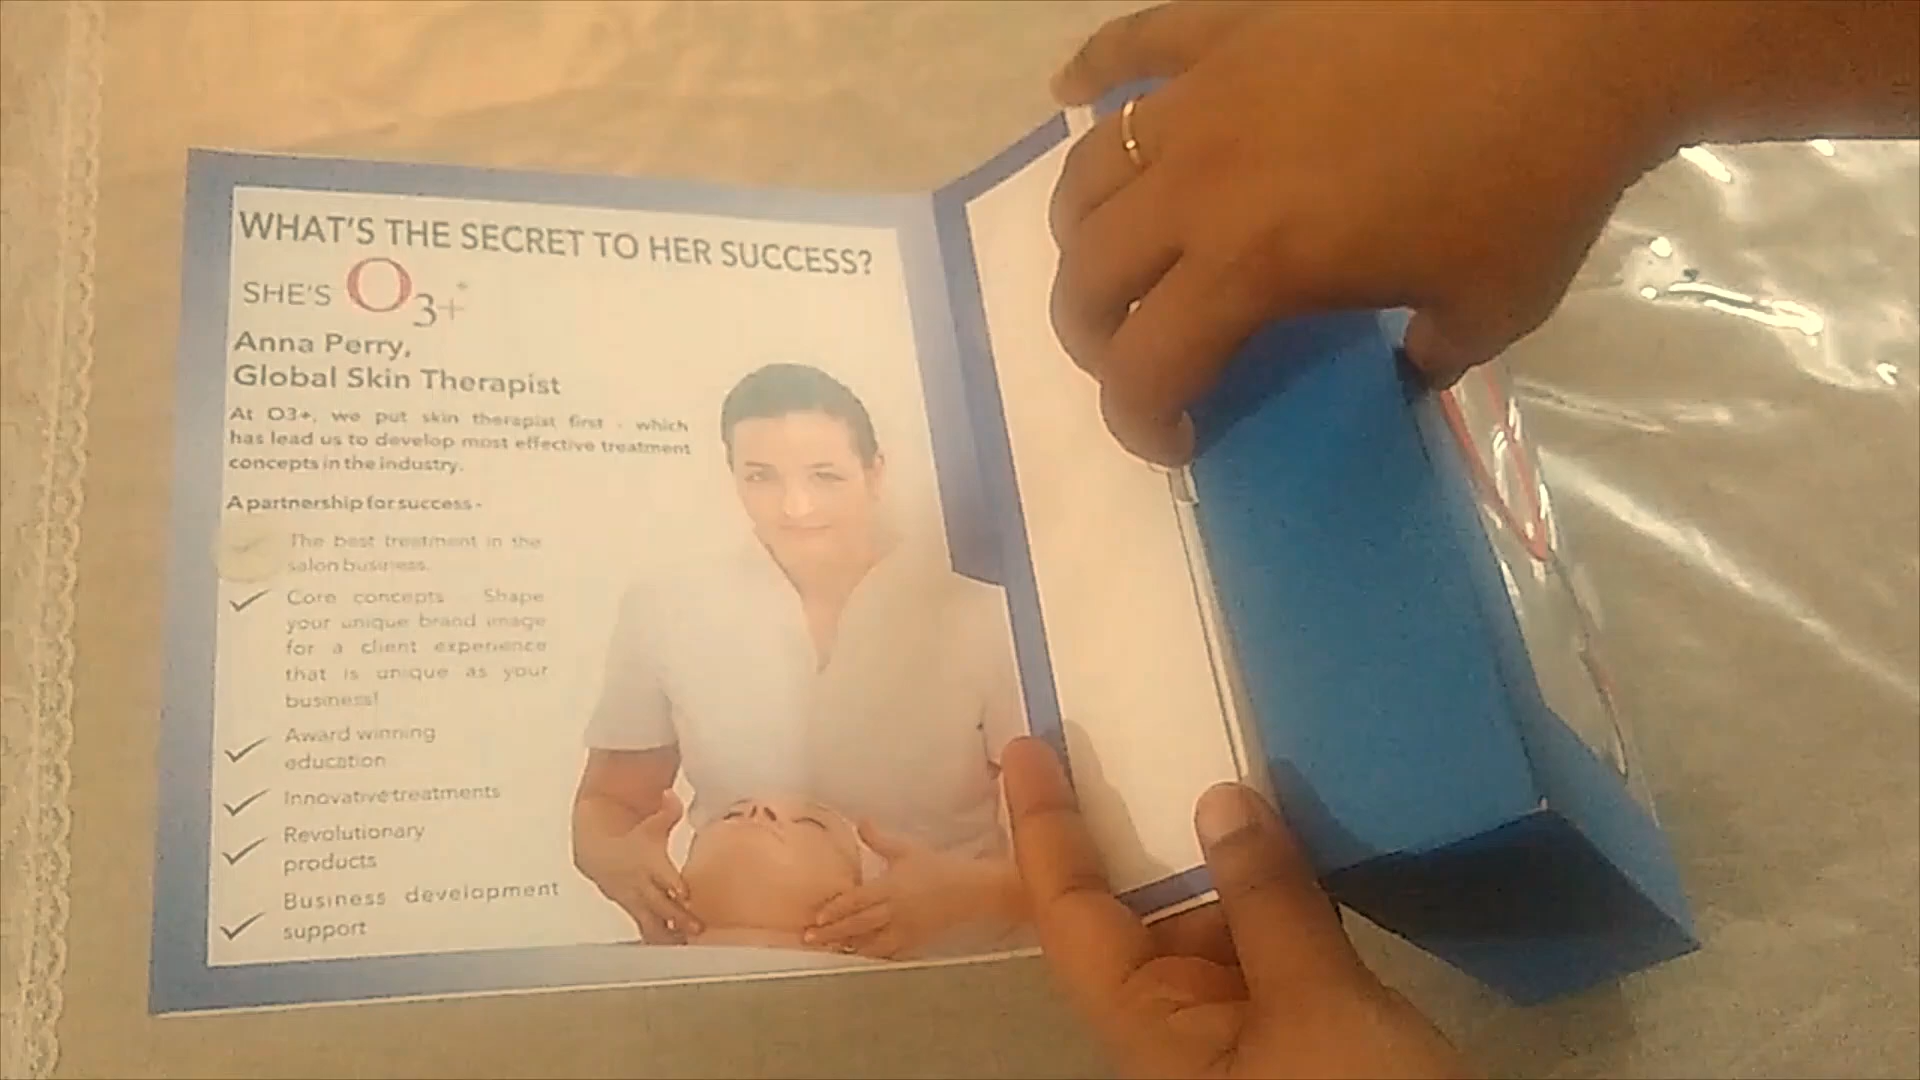 WHAT'S THE SECRET TO HER SUCCESS?
SHE'S O3+
Anna Perry,
Global Skin Therapist
At O3+, we put skin therapist first - which
has lead us to develop most effective treatment
concepts in the industry.
A partnership for success -
The best treatment in the
salon business.
Core concepts - Shape
your unique brand image
for a client experience
that is unique as your
business!
Award winning
education
Innovative treatments
Revolutionary
products
Business development
support